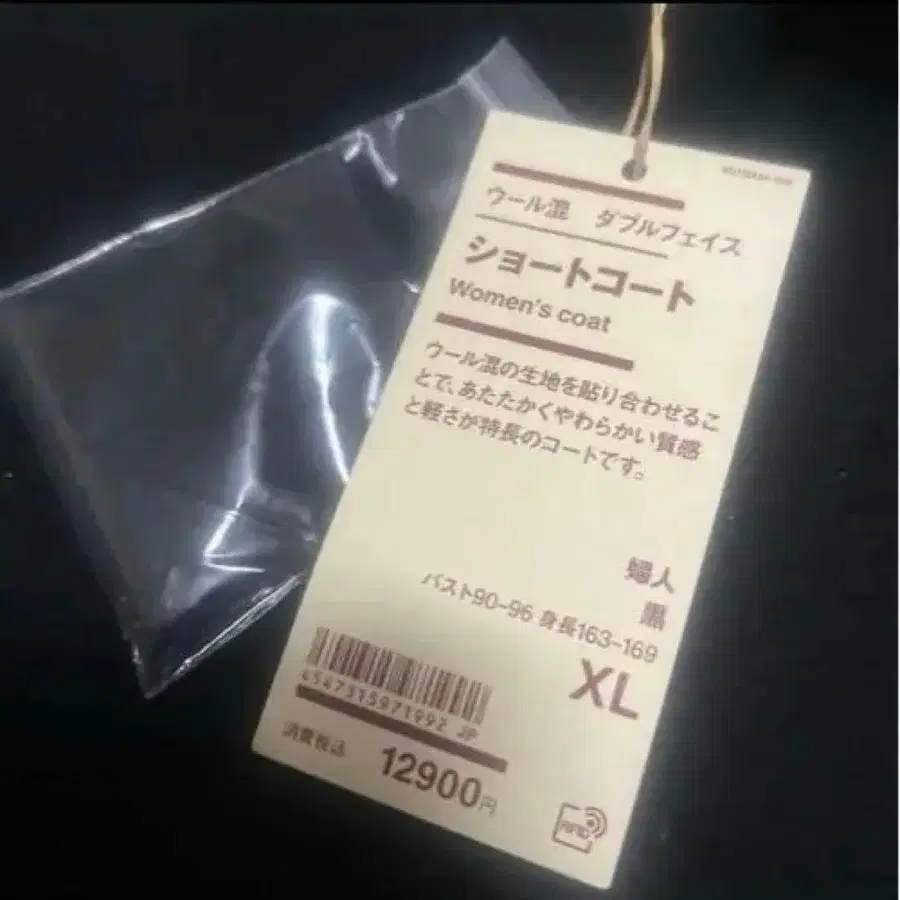 ウール混 ダブルフェイス
ショートコート
Women's coat
ウール混の生地を貼り合わせるこ
とで、あたたかくやわらかい質感
と軽さが特長のコートです。
婦人
黒
バスト90-96 身長163-169
XL
4547315971992 JP
消費税込 12900円
RFID